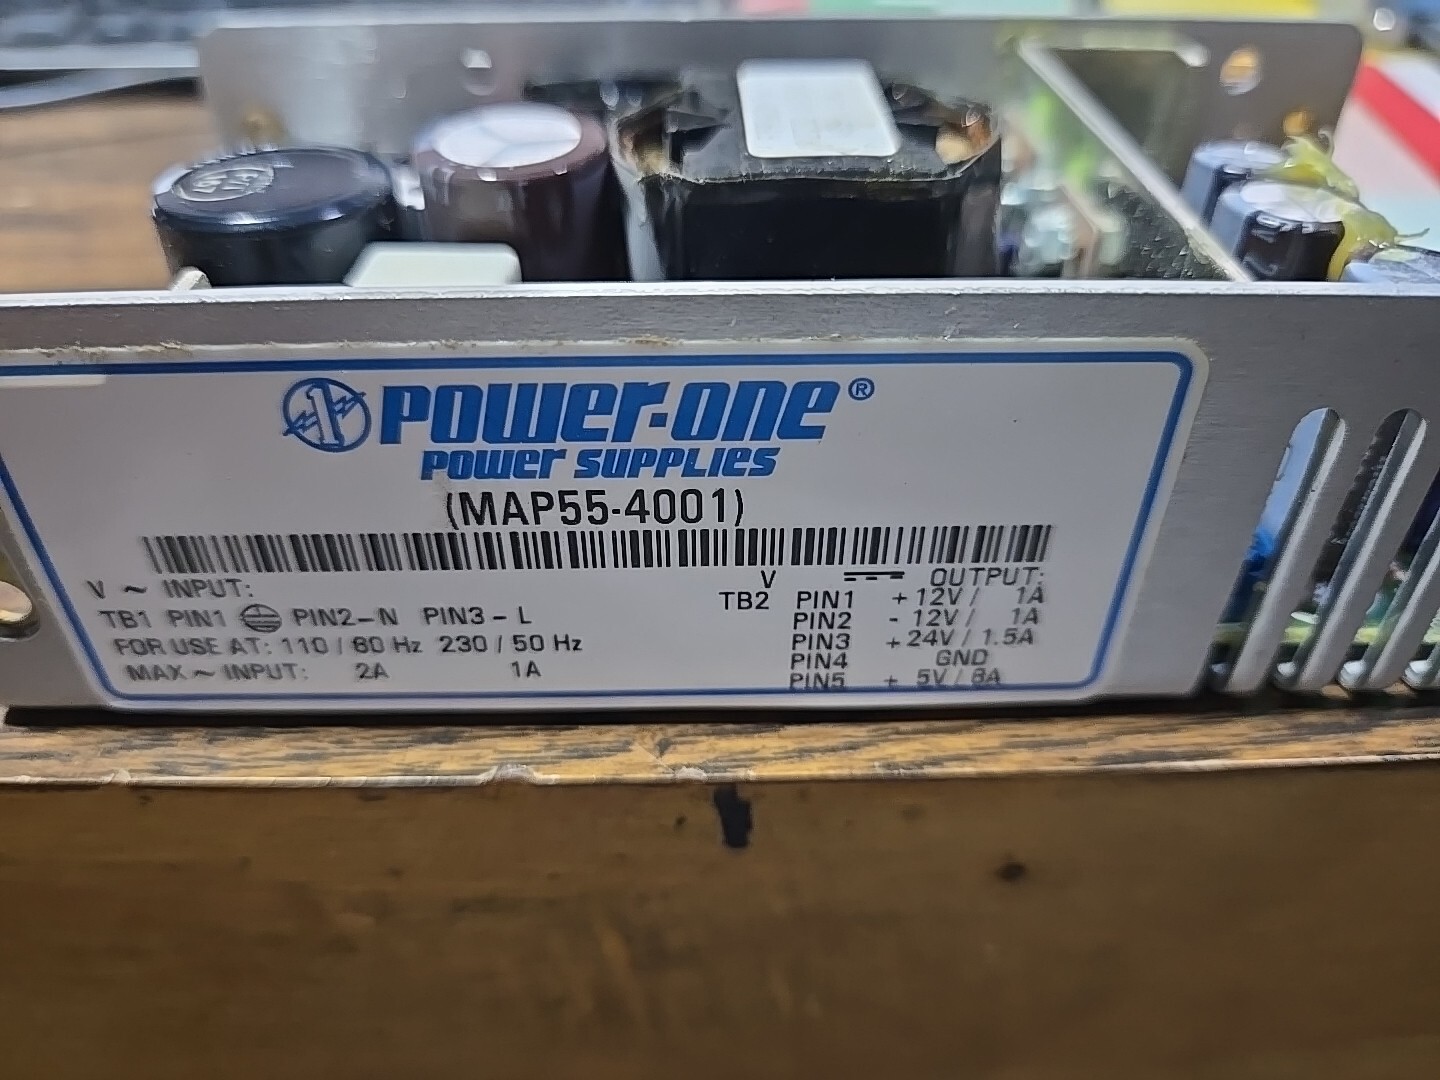 POWER-ONE®
POWER SUPPLIES
(MAP55-4001)
V ~ INPUT:
TB1 PIN1 PIN2-N PIN3-L
FOR USE AT: 110 / 60 Hz 230 / 50 Hz
MAX ~ INPUT: 2A 1A
V OUTPUT:
TB2 PIN1 +12V / 1A
PIN2 -12V / 1A
PIN3 +24V / 1.5A
PIN4 GND
PIN5 + 5V / 8A